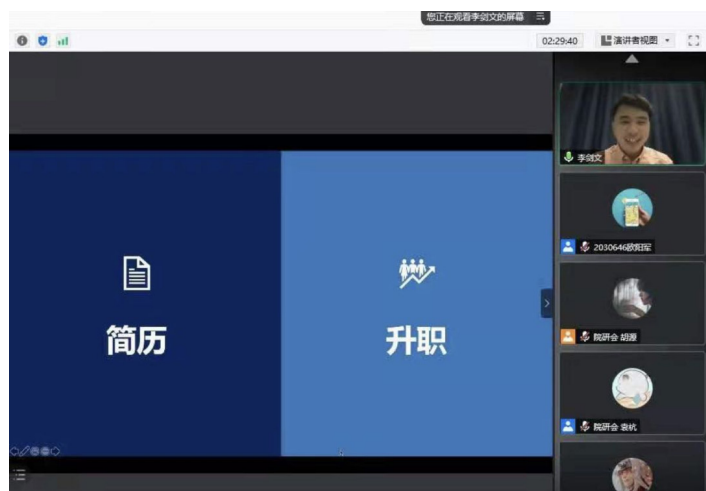 您正在观看李剑文的屏幕
02:29:40
演讲者视图
李剑文
2030646欧阳军
院研会 胡源
院研会 袁杭
简历
升职